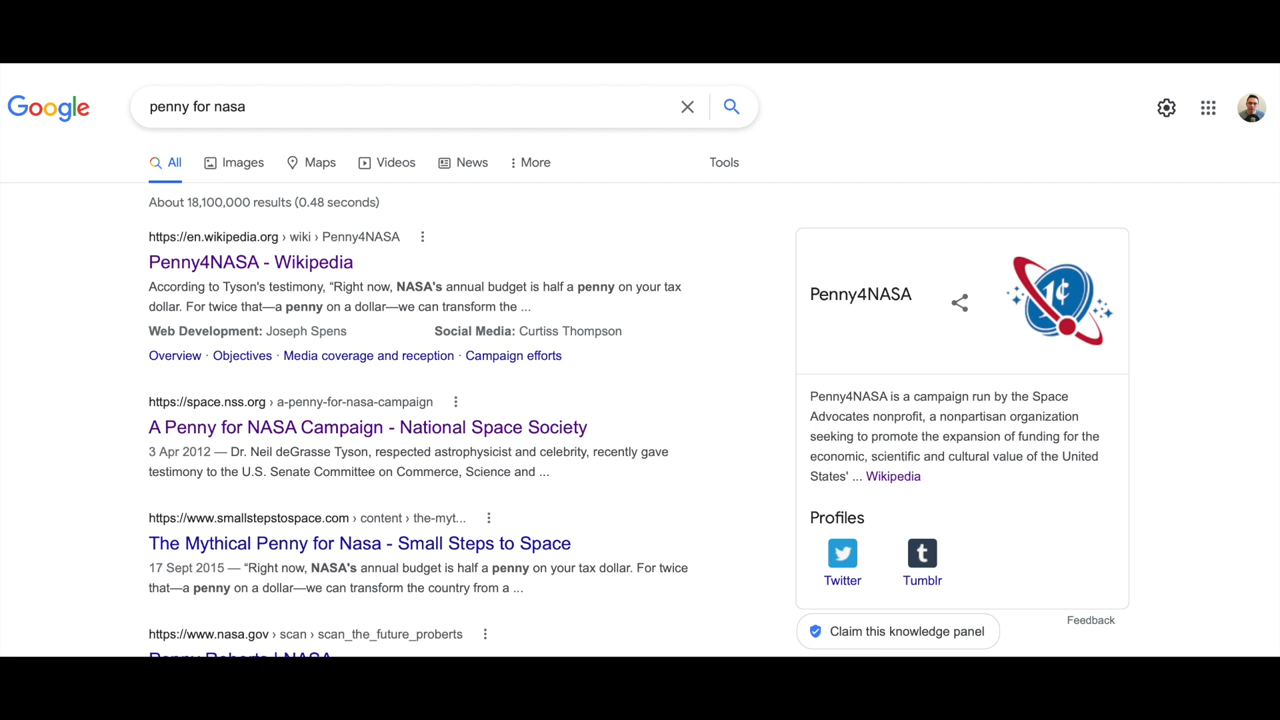 Google
penny for nasa
All Images Maps Videos News More Tools
About 18,100,000 results (0.48 seconds)
https://en.wikipedia.org › wiki › Penny4NASA
Penny4NASA - Wikipedia
According to Tyson's testimony, “Right now, NASA's annual budget is half a penny on your tax
dollar. For twice that—a penny on a dollar—we can transform the ...
Web Development: Joseph Spens Social Media: Curtiss Thompson
Overview · Objectives · Media coverage and reception · Campaign efforts
https://space.nss.org › a-penny-for-nasa-campaign
A Penny for NASA Campaign - National Space Society
3 Apr 2012 — Dr. Neil deGrasse Tyson, respected astrophysicist and celebrity, recently gave
testimony to the U.S. Senate Committee on Commerce, Science and ...
https://www.smallstepstospace.com › content › the-myt...
The Mythical Penny for Nasa - Small Steps to Space
17 Sept 2015 — “Right now, NASA's annual budget is half a penny on your tax dollar. For twice
that—a penny on a dollar—we can transform the country from a ...
https://www.nasa.gov › scan › scan_the_future_proberts
Penny Roberts | NASA
Penny4NASA
1¢
Penny4NASA is a campaign run by the Space
Advocates nonprofit, a nonpartisan organization
seeking to promote the expansion of funding for the
economic, scientific and cultural value of the United
States' ... Wikipedia
Profiles
t
Twitter Tumblr
Feedback
Claim this knowledge panel